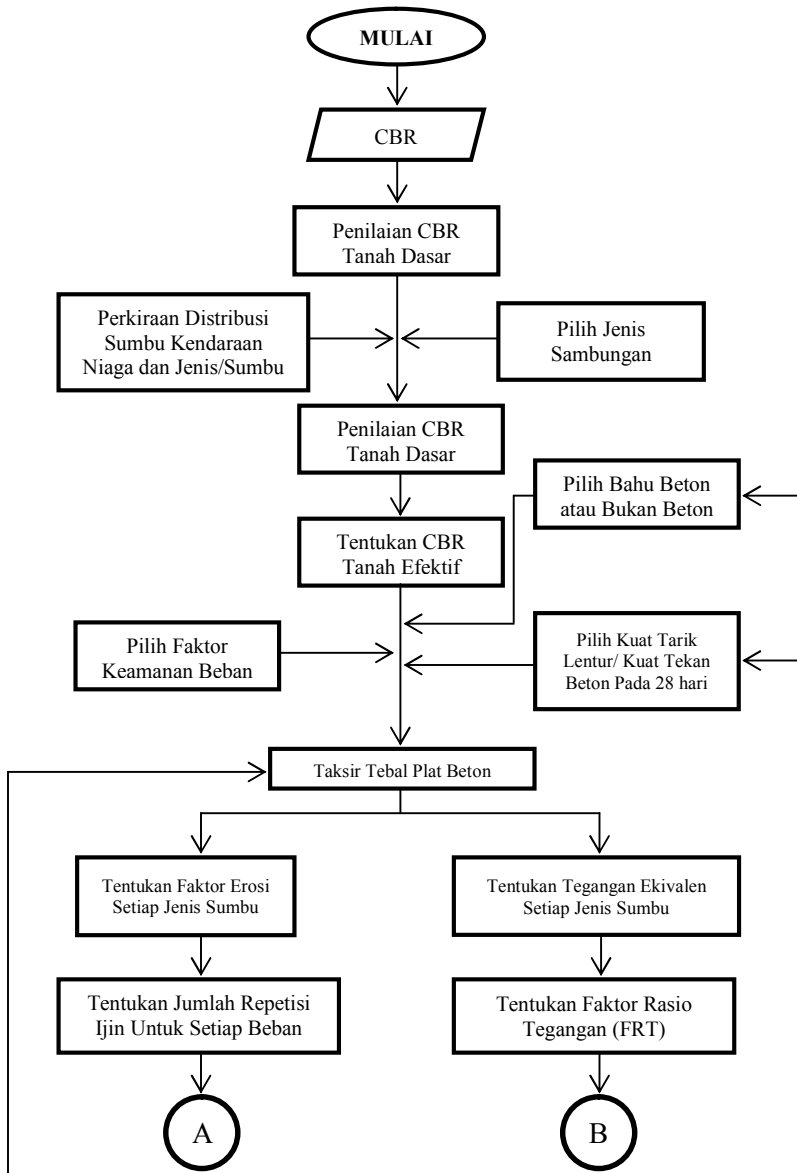 MULAI
CBR
Penilaian CBR
Tanah Dasar
Perkiraan Distribusi
Sumbu Kendaraan
Niaga dan Jenis/Sumbu
Pilih Jenis
Sambungan
Penilaian CBR
Tanah Dasar
Pilih Bahu Beton
atau Bukan Beton
Tentukan CBR
Tanah Efektif
Pilih Faktor
Keamanan Beban
Pilih Kuat Tarik
Lentur/ Kuat Tekan
Beton Pada 28 hari
Taksir Tebal Plat Beton
Tentukan Faktor Erosi
Setiap Jenis Sumbu
Tentukan Tegangan Ekivalen
Setiap Jenis Sumbu
Tentukan Jumlah Repetisi
Ijin Untuk Setiap Beban
Tentukan Faktor Rasio
Tegangan (FRT)
A
B